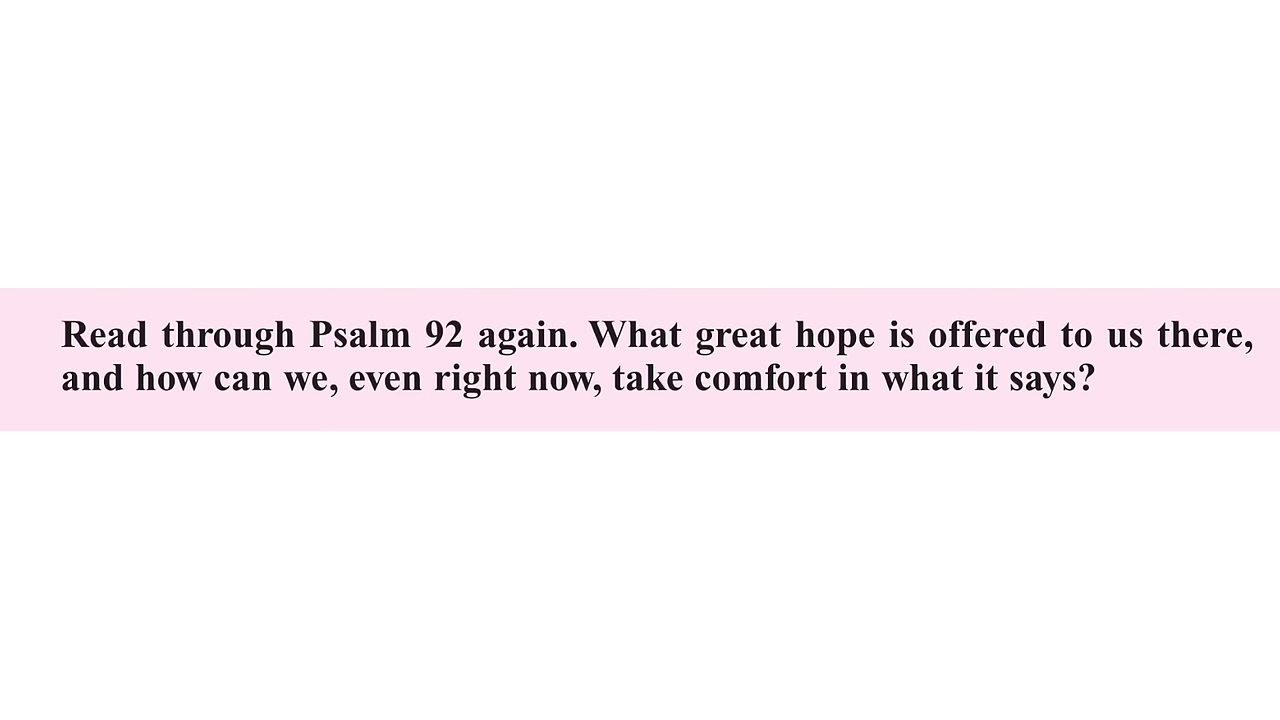 Read through Psalm 92 again. What great hope is offered to us there,
and how can we, even right now, take comfort in what it says?